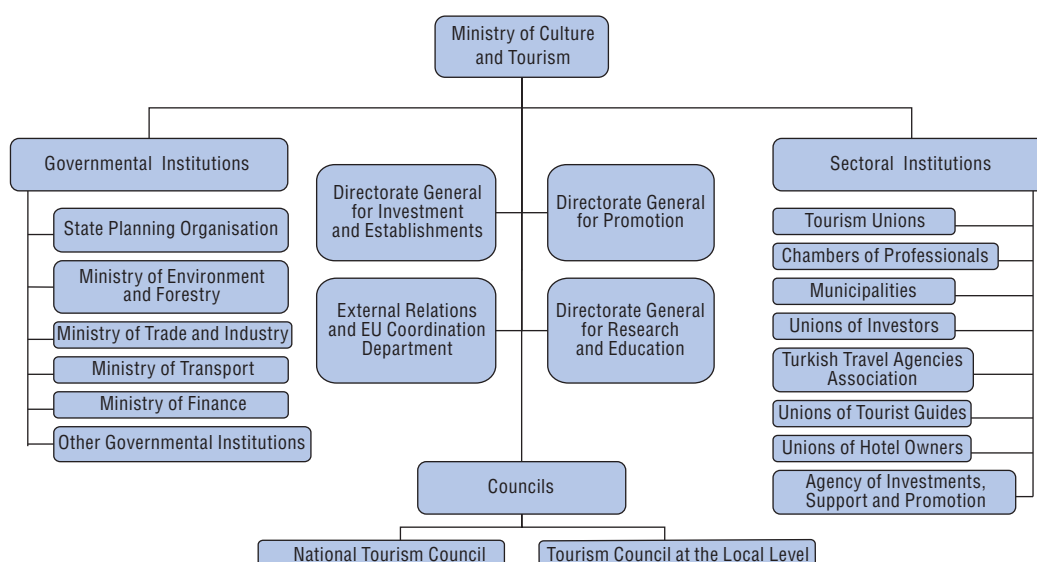 Ministry of Culture
and Tourism
Governmental Institutions
State Planning Organisation
Ministry of Environment
and Forestry
Ministry of Trade and Industry
Ministry of Transport
Ministry of Finance
Other Governmental Institutions
Directorate General
for Investment
and Establishments
Directorate General
for Promotion
External Relations
and EU Coordination
Department
Directorate General
for Research
and Education
Sectoral Institutions
Tourism Unions
Chambers of Professionals
Municipalities
Unions of Investors
Turkish Travel Agencies
Association
Unions of Tourist Guides
Unions of Hotel Owners
Agency of Investments,
Support and Promotion
Councils
National Tourism Council
Tourism Council at the Local Level